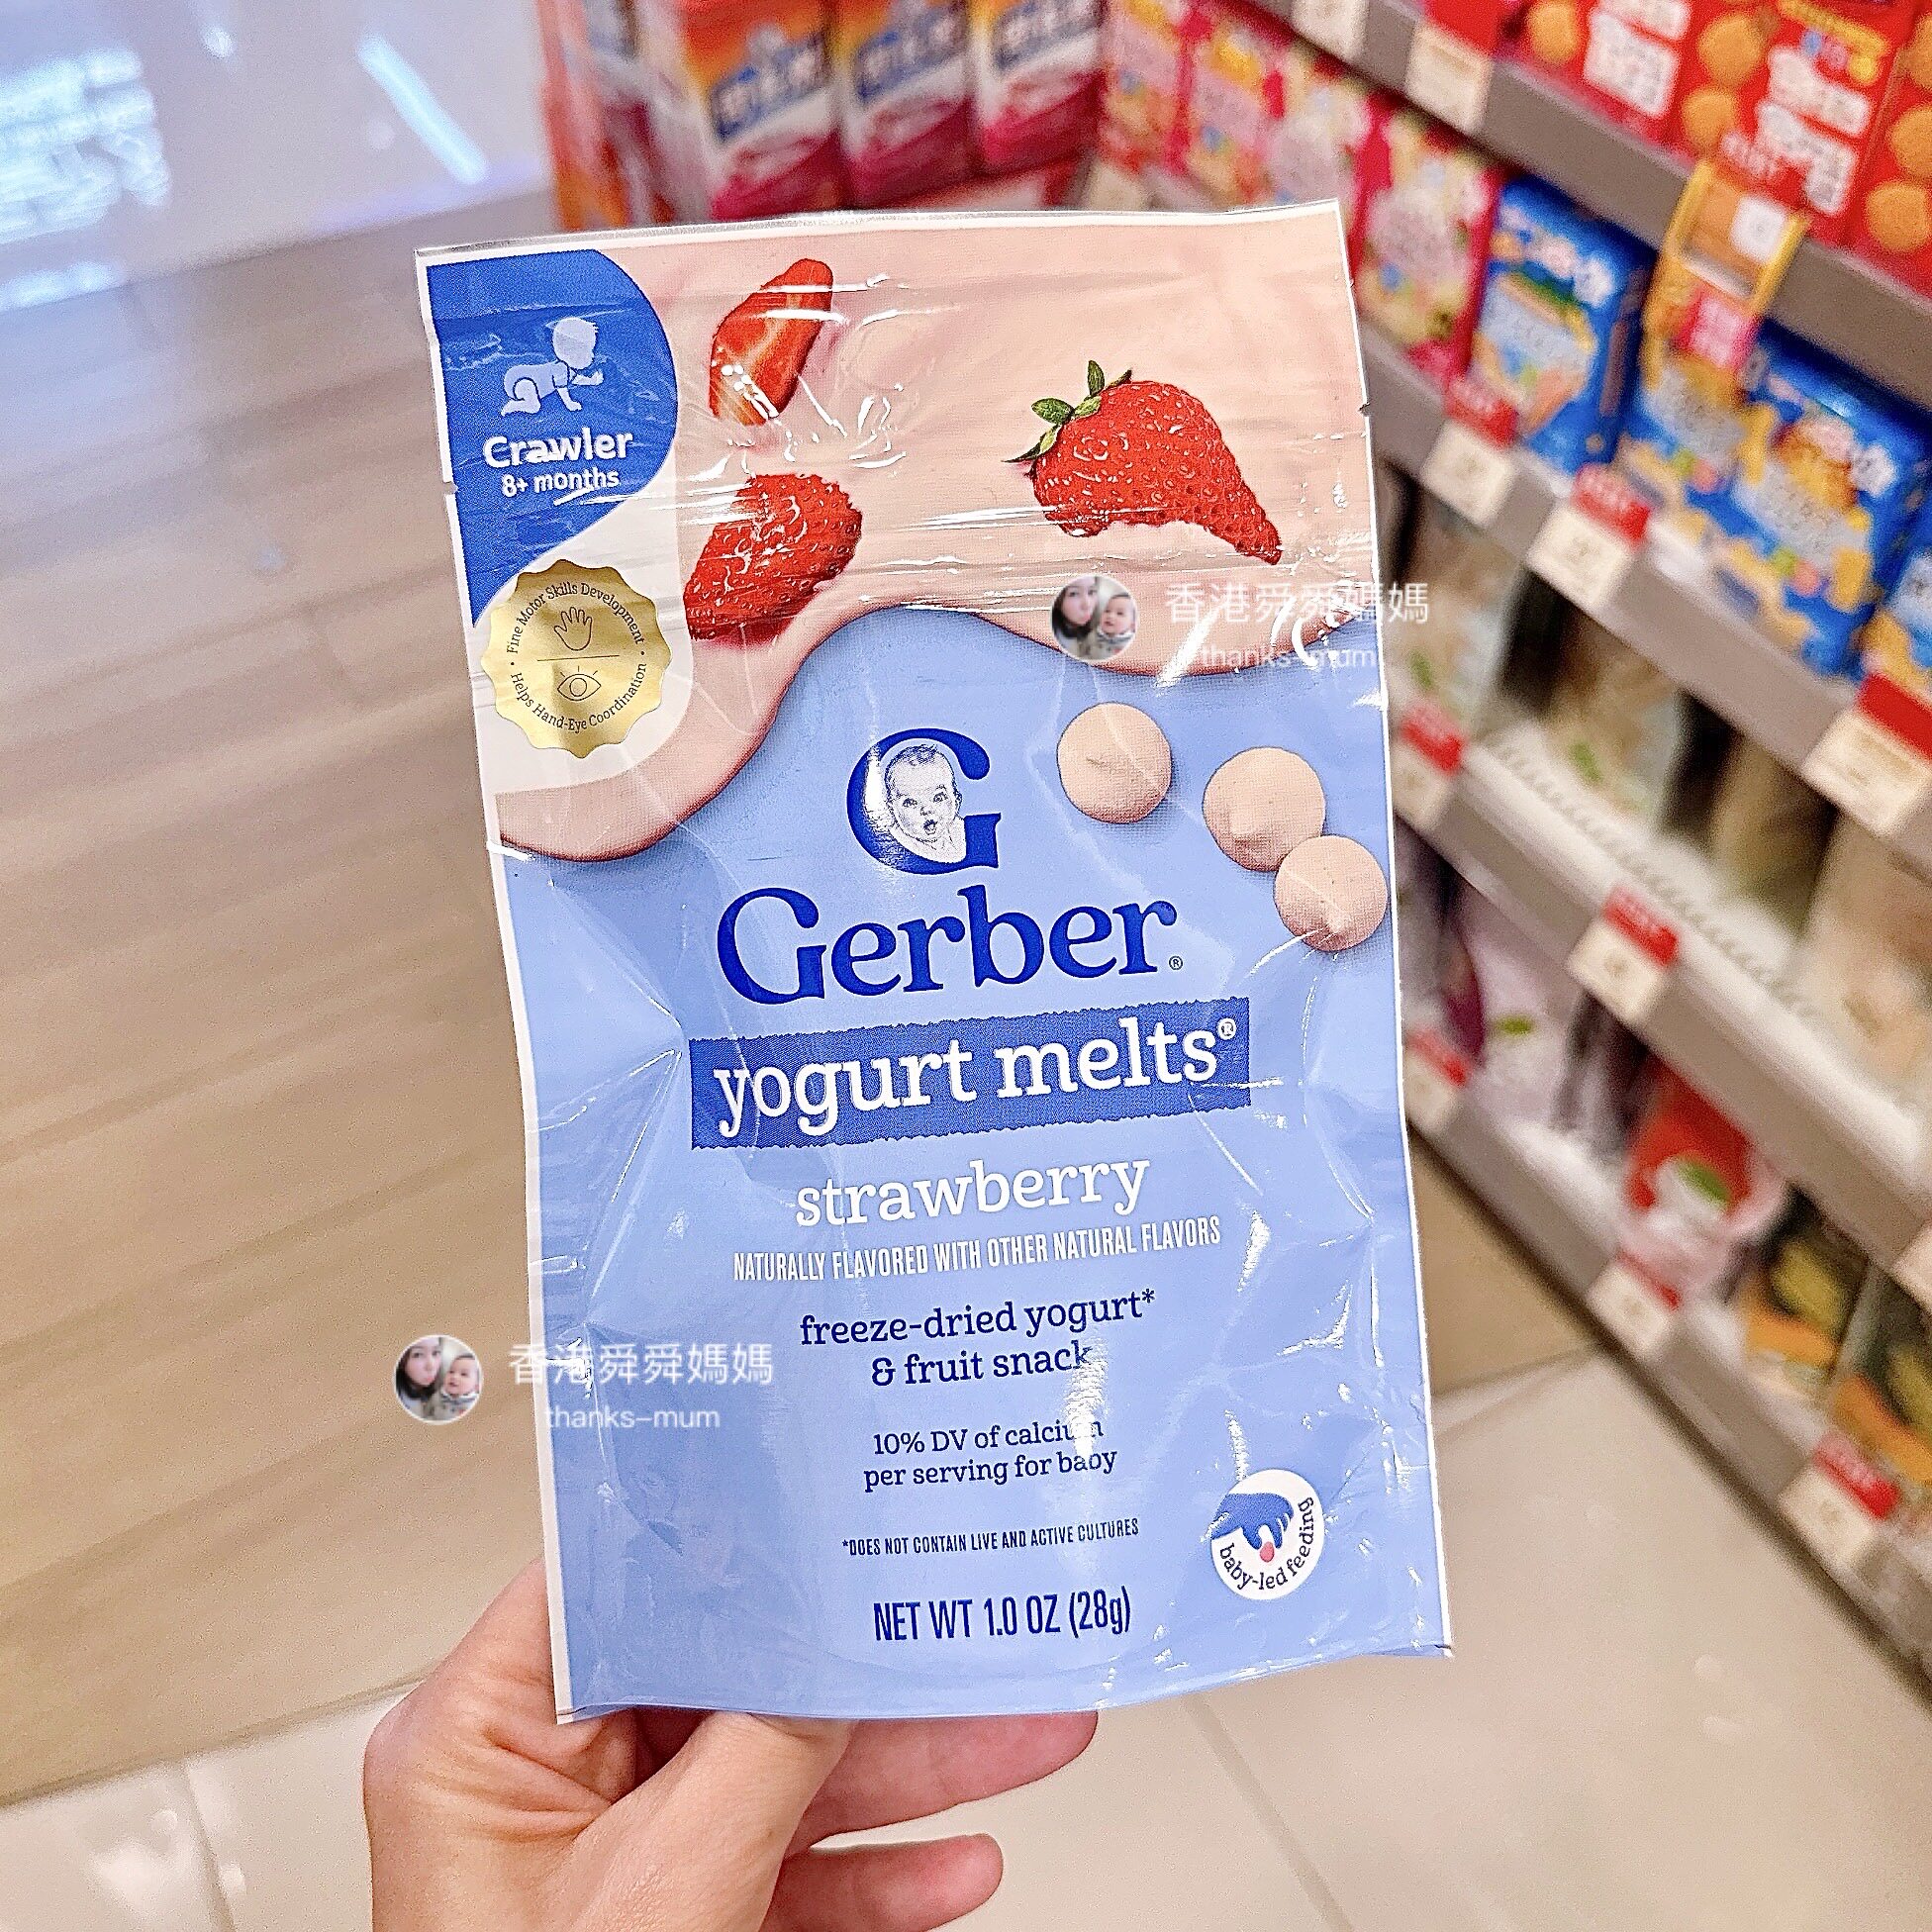 Crawler
8+ months
Fine Motor Skills Development
Helps Hand-Eye Coordination
香港舜舜媽媽
thanks-mum
G
Gerber®
yogurt melts®
strawberry
NATURALLY FLAVORED WITH OTHER NATURAL FLAVORS
freeze-dried yogurt*
& fruit snack
香港舜舜媽媽
thanks-mum
10% DV of calcium
per serving for baby
*DOES NOT CONTAIN LIVE AND ACTIVE CULTURES
baby-led feeding
NET WT 1.0 OZ (28g)